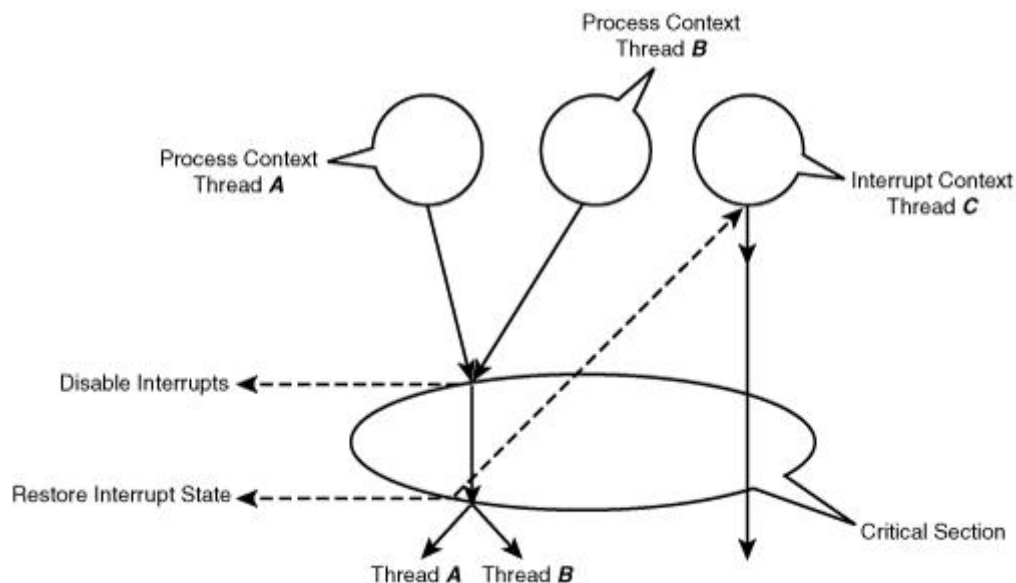 Process Context
Thread B
Process Context
Thread A
Interrupt Context
Thread C
Disable Interrupts
Restore Interrupt State
Critical Section
Thread A Thread B